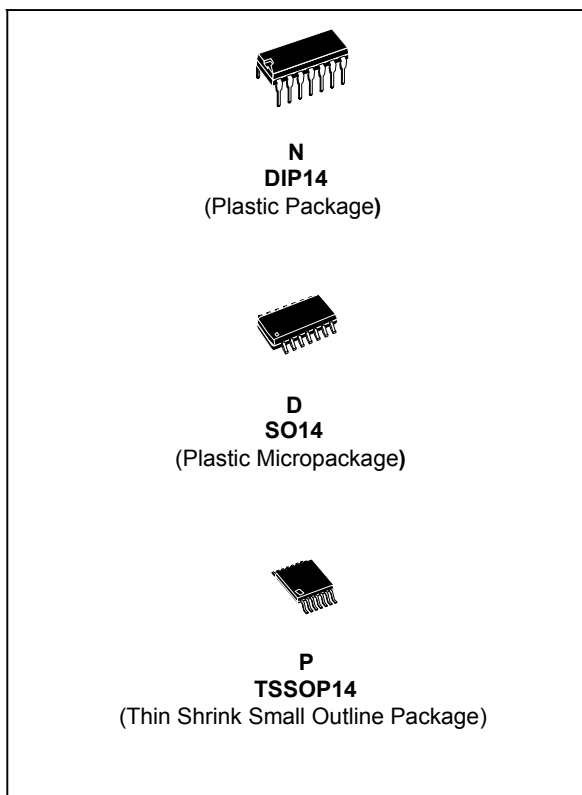 N
DIP14
(Plastic Package)
D
SO14
(Plastic Micropackage)
P
TSSOP14
(Thin Shrink Small Outline Package)